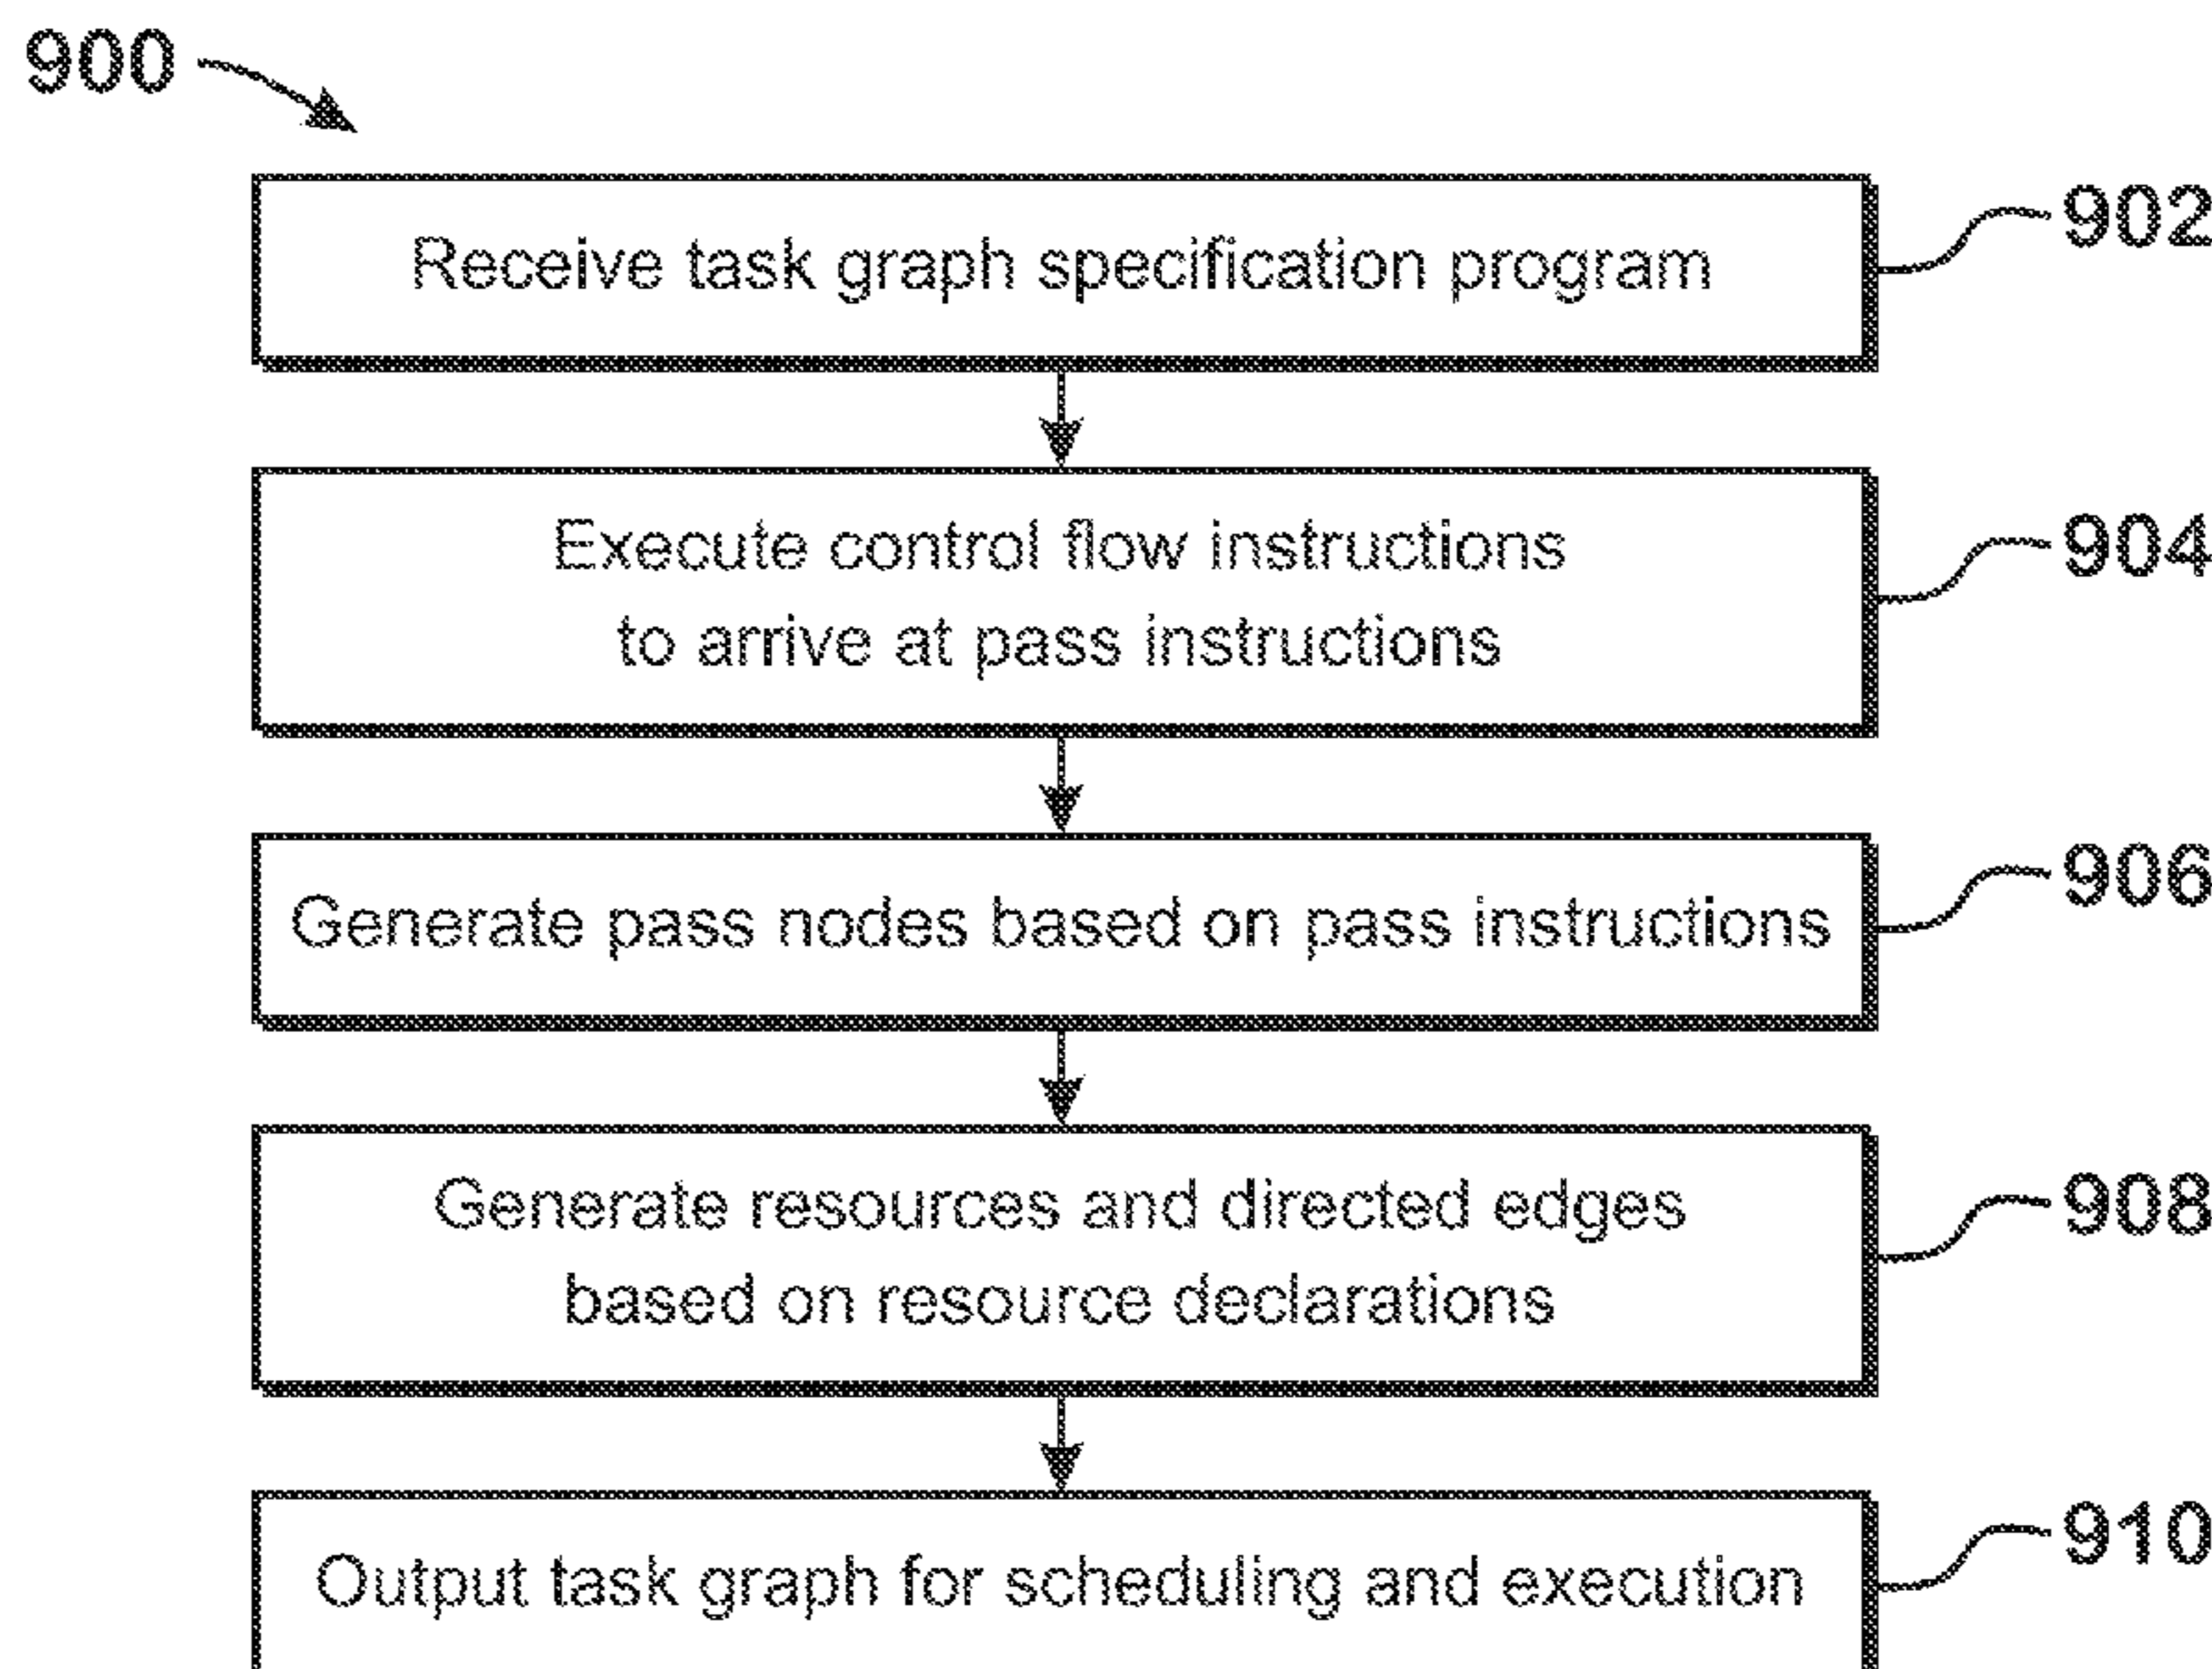 900
Receive task graph specification program
902
Execute control flow instructions
to arrive at pass instructions
904
Generate pass nodes based on pass instructions
906
Generate resources and directed edges
based on resource declarations
908
Output task graph for scheduling and execution
910